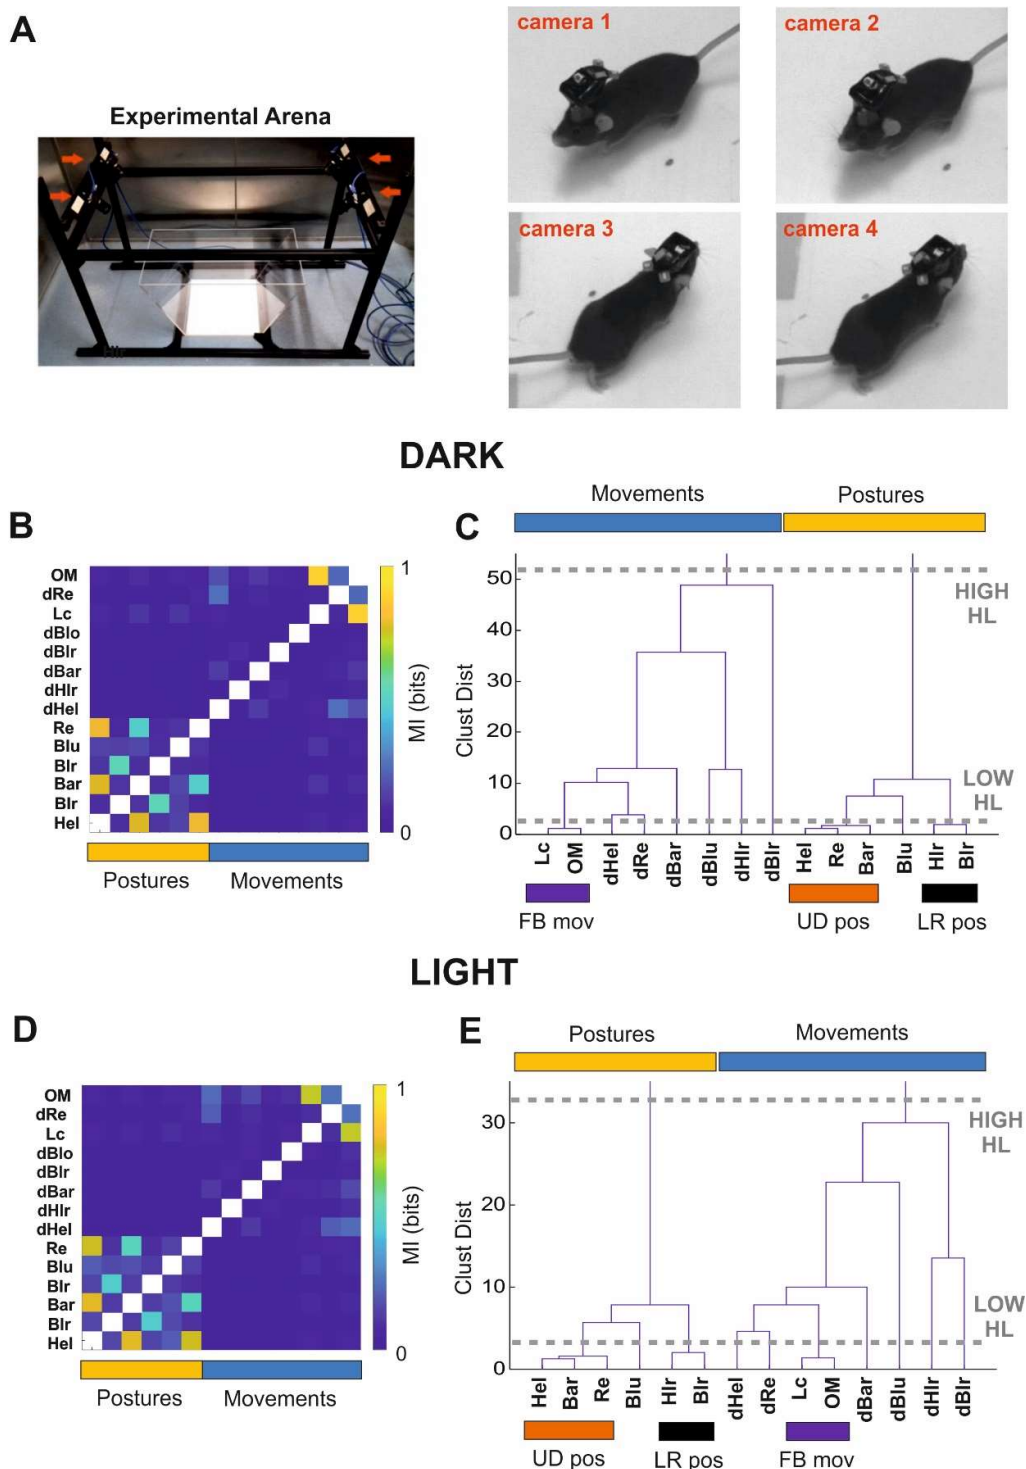 A
Experimental Arena
camera 1
camera 2
camera 3
camera 4
DARK
B
OM
dRe
Lc
dBlo
dBlr
dBar
dHlr
dHel
Re
Blu
Blr
Bar
Blr
Hel
Postures
Movements
1
MI (bits)
0
C
Movements
Postures
Clust Dist
50
40
30
20
10
0
HIGH
HL
LOW
HL
Lc
OM
dHel
dRe
dBar
dBlu
dHlr
dBlr
Hel
Re
Bar
Blu
Hlr
Blr
FB mov
UD pos
LR pos
LIGHT
D
OM
dRe
Lc
dBlo
dBlr
dBar
dHlr
dHel
Re
Blu
Blr
Bar
Blr
Hel
Postures
Movements
1
MI (bits)
0
E
Postures
Movements
Clust Dist
30
20
10
0
HIGH
HL
LOW
HL
Hel
Bar
Re
Blu
Hlr
Blr
dHel
dRe
Lc
OM
dBar
dBlu
dHlr
dBlr
UD pos
LR pos
FB mov